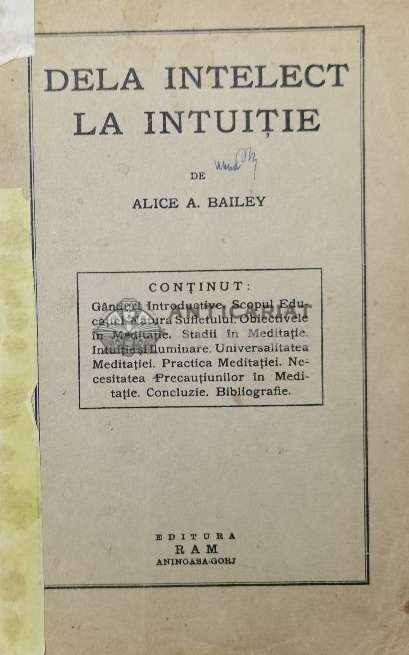 DELA INTELECT
LA INTUIȚIE
DE
ALICE A. BAILEY
CONȚINUT:
Gânduri Introductive. Scopul Edu-
cației. Natura Sufletului. Obiectivele
în Meditație. Stadii în Meditație.
Intuiție și Iluminare. Universalitatea
Meditației. Practica Meditației. Ne-
cesitatea Precauțiunilor în Medi-
tație. Concluzie. Bibliografie.
ANTICARIAT
EDITURA
RAM
ANINOASA-GORJ